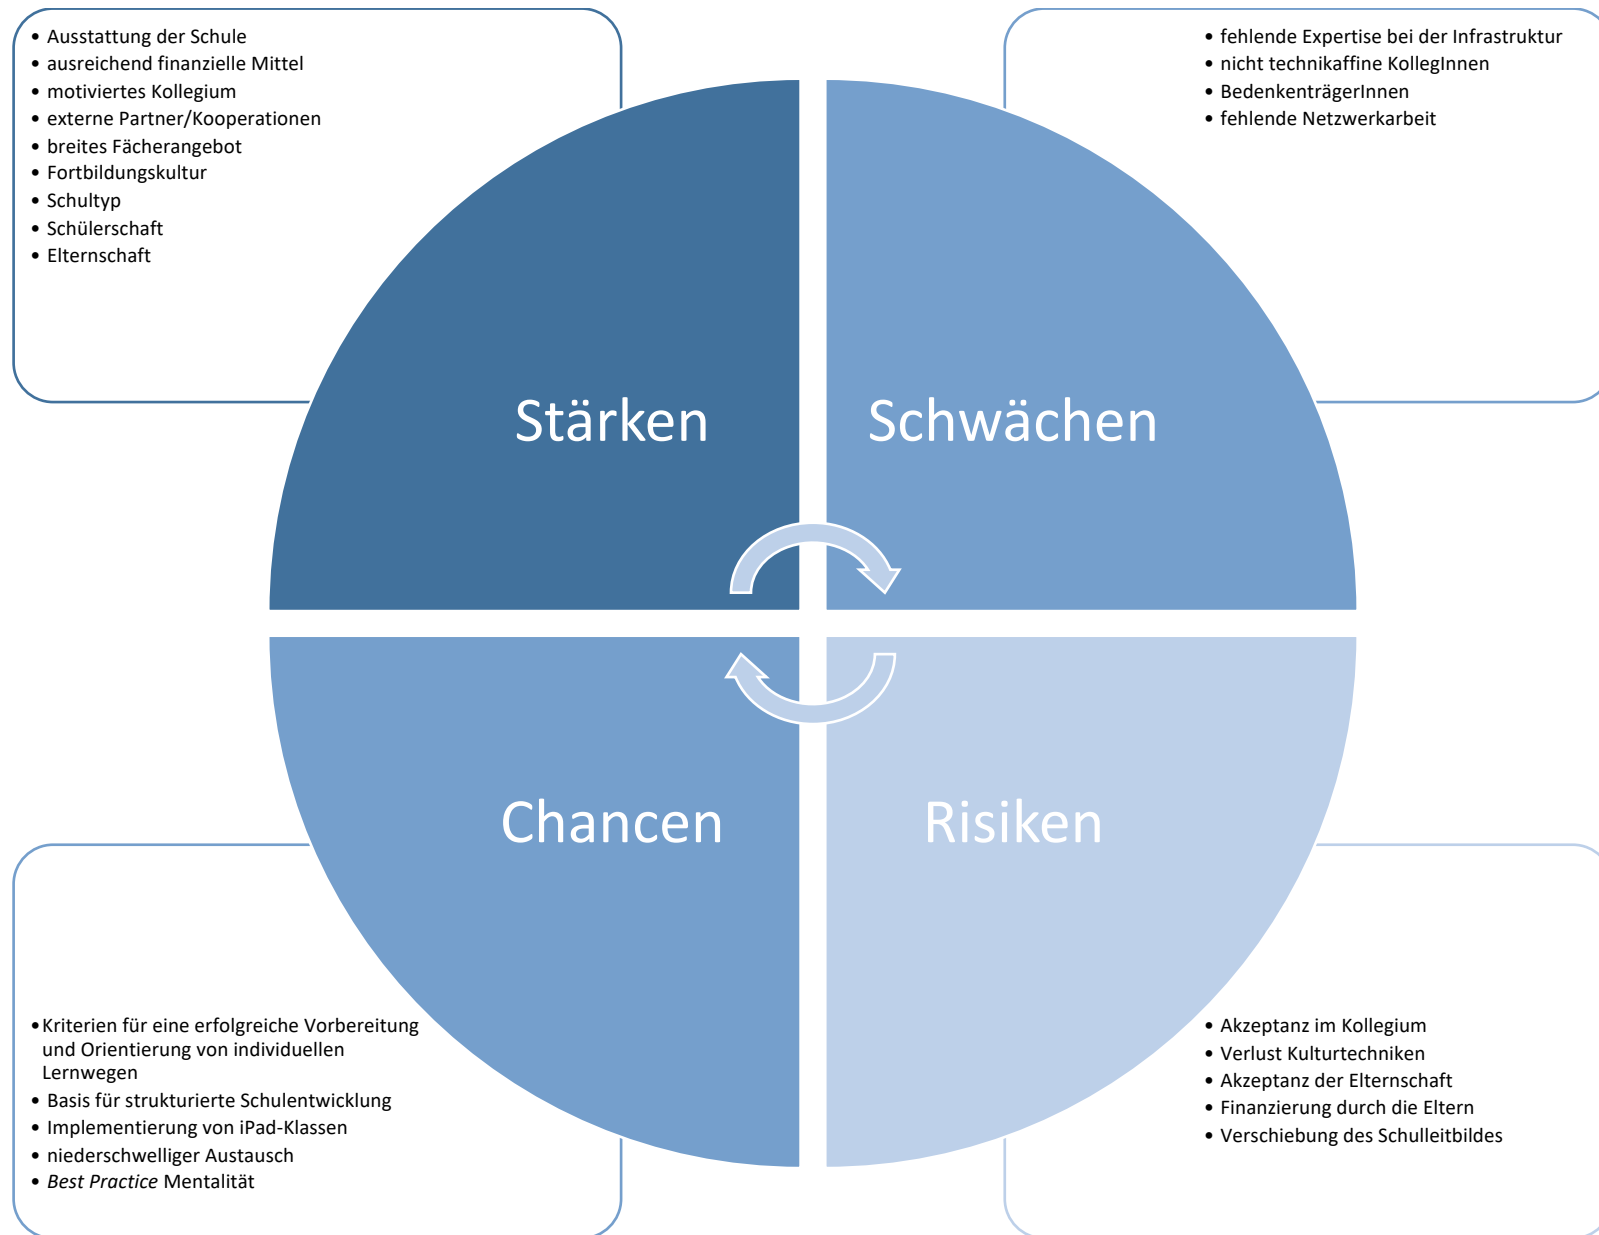 • Ausstattung der Schule
• ausreichend finanzielle Mittel
• motiviertes Kollegium
• externe Partner/Kooperationen
• breites Fächerangebot
• Fortbildungskultur
• Schultyp
• Schülerschaft
• Elternschaft
• fehlende Expertise bei der Infrastruktur
• nicht technikaffine KollegInnen
• BedenkenträgerInnen
• fehlende Netzwerkarbeit
Stärken
Schwächen
Chancen
Risiken
• Kriterien für eine erfolgreiche Vorbereitung
und Orientierung von individuellen
Lernwegen
• Basis für strukturierte Schulentwicklung
• Implementierung von iPad-Klassen
• niederschwelliger Austausch
• Best Practice Mentalität
• Akzeptanz im Kollegium
• Verlust Kulturtechniken
• Akzeptanz der Elternschaft
• Finanzierung durch die Eltern
• Verschiebung des Schulleitbildes